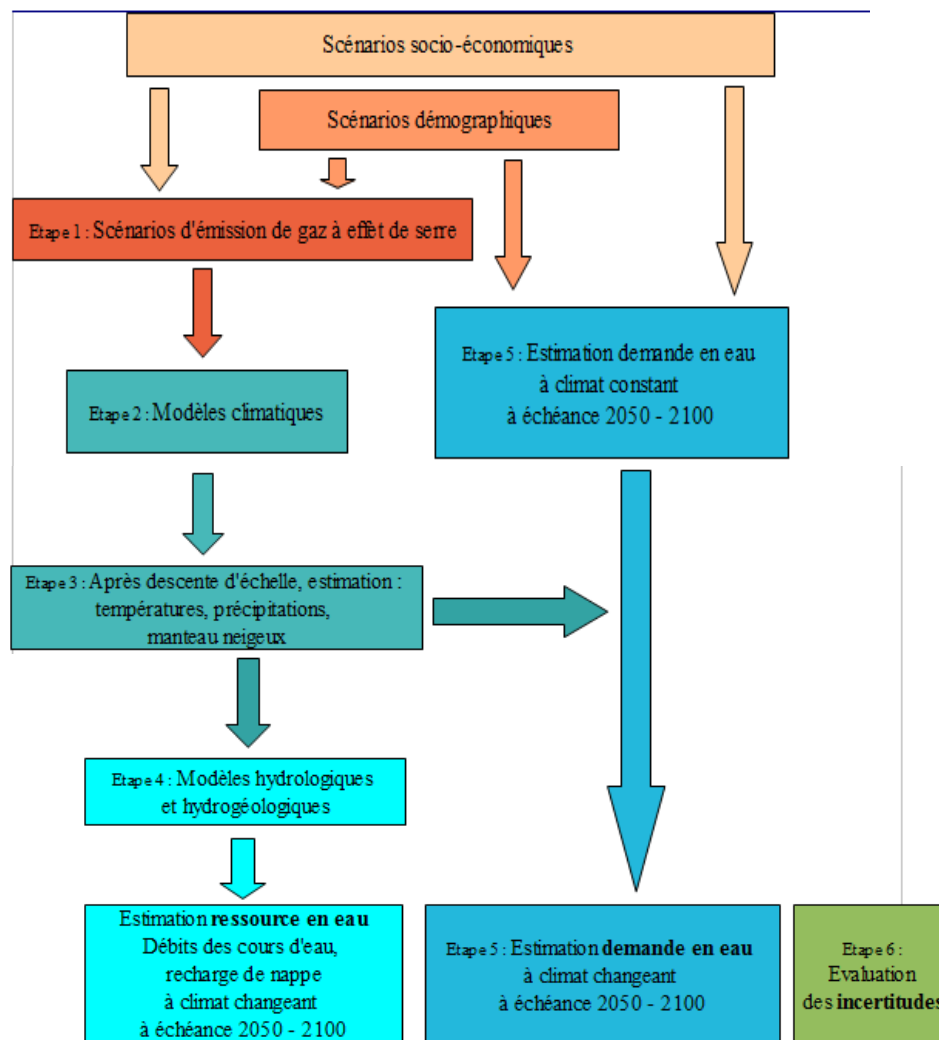 Scénarios socio-économiques
Scénarios démographiques
Etape 1 : Scénarios d'émission de gaz à effet de serre
Etape 5 : Estimation demande en eau
à climat constant
à échéance 2050 - 2100
Etape 2 : Modèles climatiques
Etape 3 : Après descente d'échelle, estimation :
températures, précipitations,
manteau neigeux
Etape 4 : Modèles hydrologiques
et hydrogéologiques
Estimation ressource en eau
Débits des cours d'eau,
recharge de nappe
à climat changeant
à échéance 2050 - 2100
Etape 5 : Estimation demande en eau
à climat changeant
à échéance 2050 - 2100
Etape 6 :
Evaluation
des incertitudes